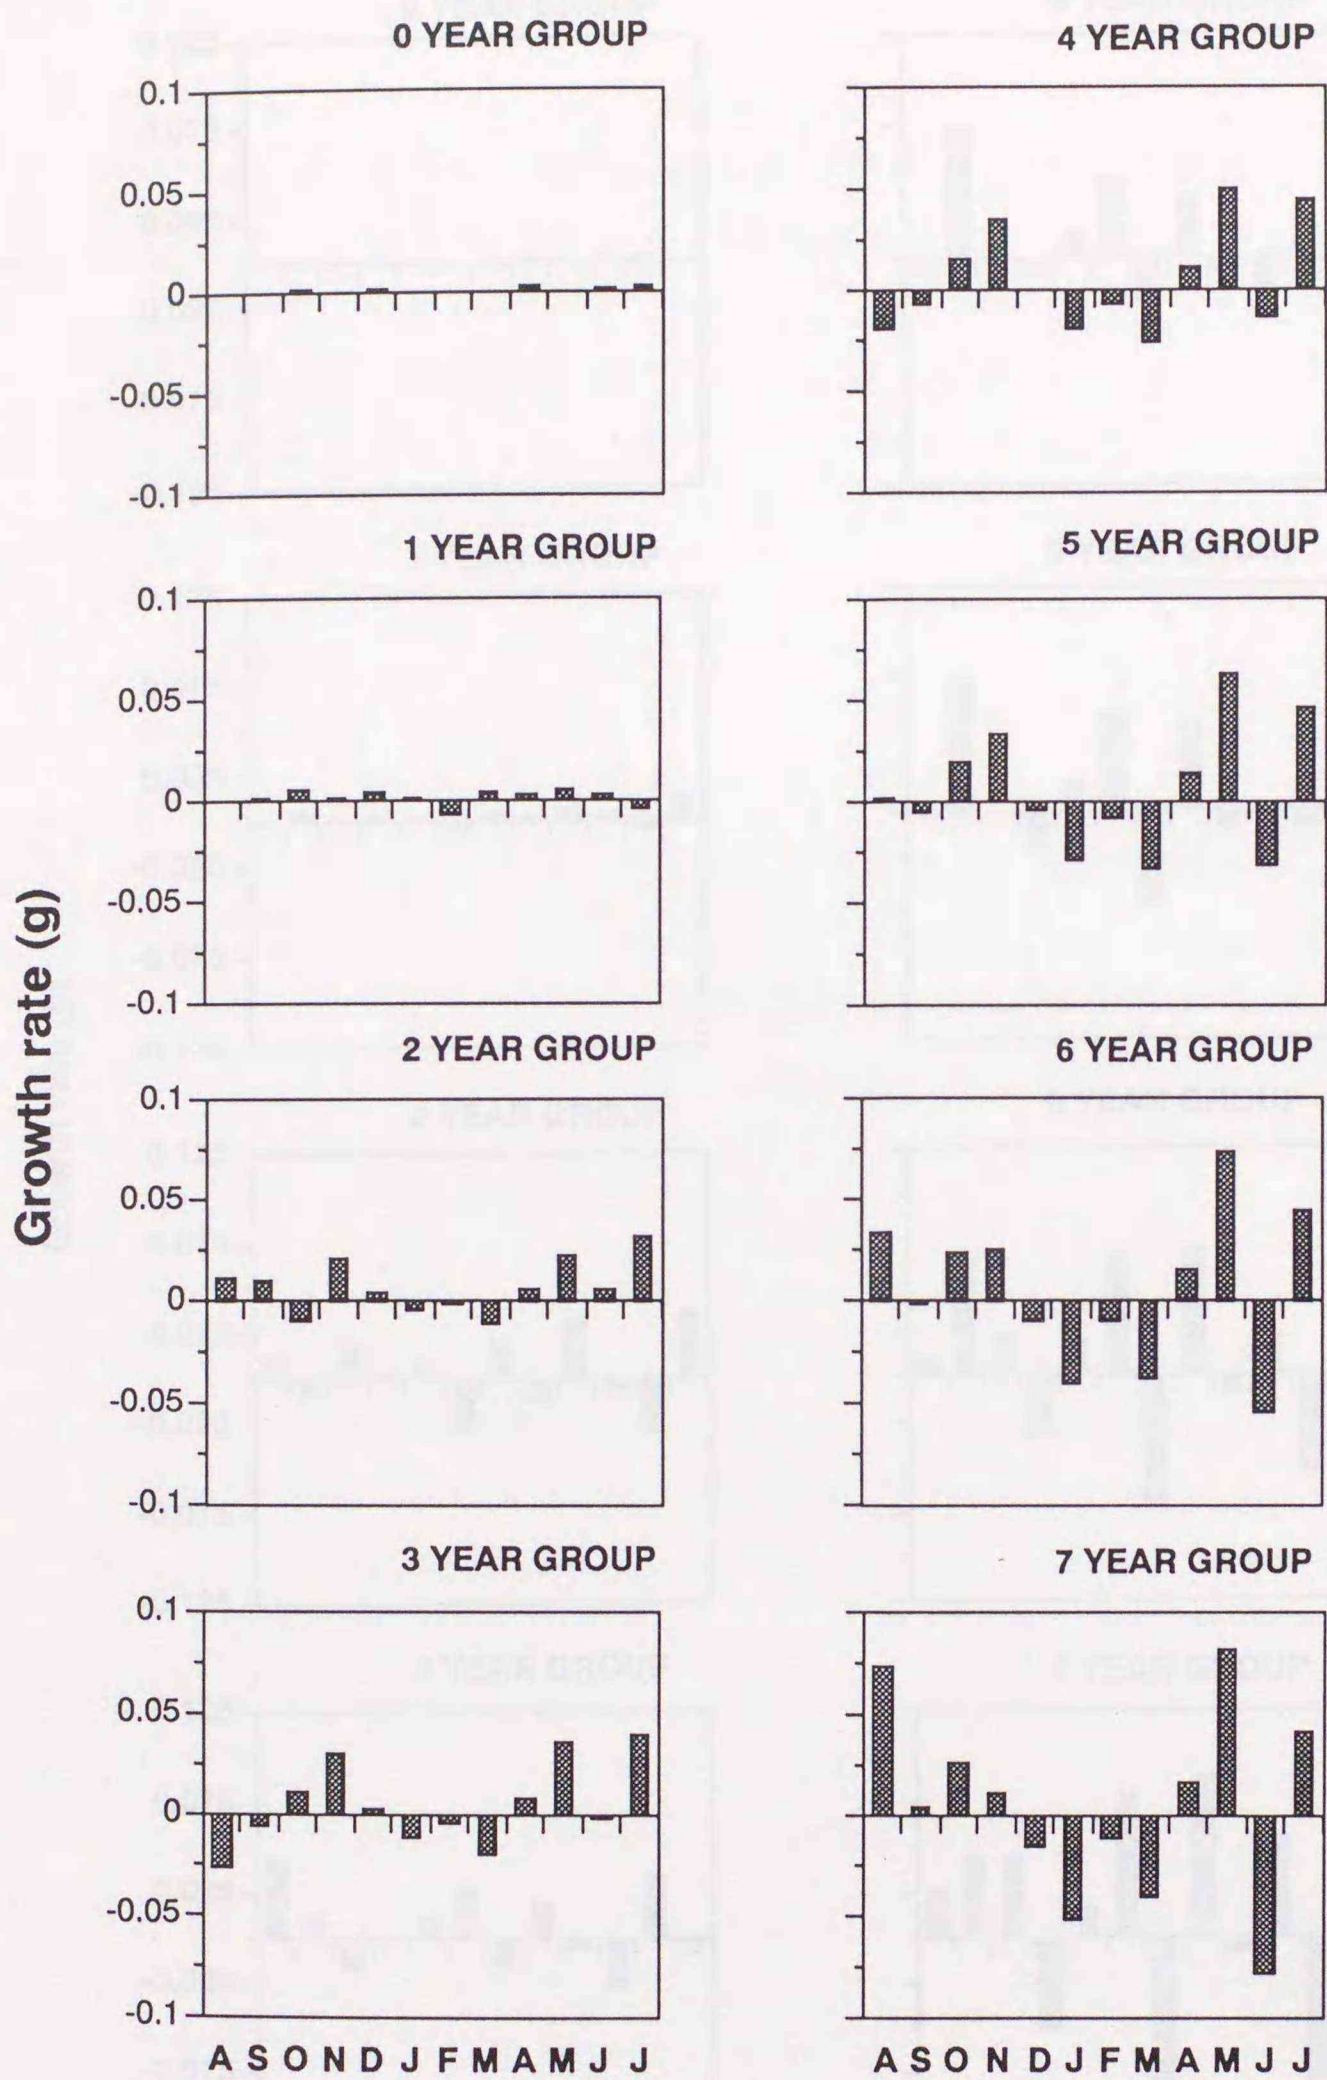 0 YEAR GROUP
0.1
0.05
0
-0.05
-0.1
1 YEAR GROUP
0.1
0.05
0
-0.05
-0.1
2 YEAR GROUP
0.1
0.05
0
-0.05
-0.1
3 YEAR GROUP
0.1
0.05
0
-0.05
-0.1
A S O N D J F M A M J J
Growth rate (g)
4 YEAR GROUP
5 YEAR GROUP
6 YEAR GROUP
7 YEAR GROUP
A S O N D J F M A M J J